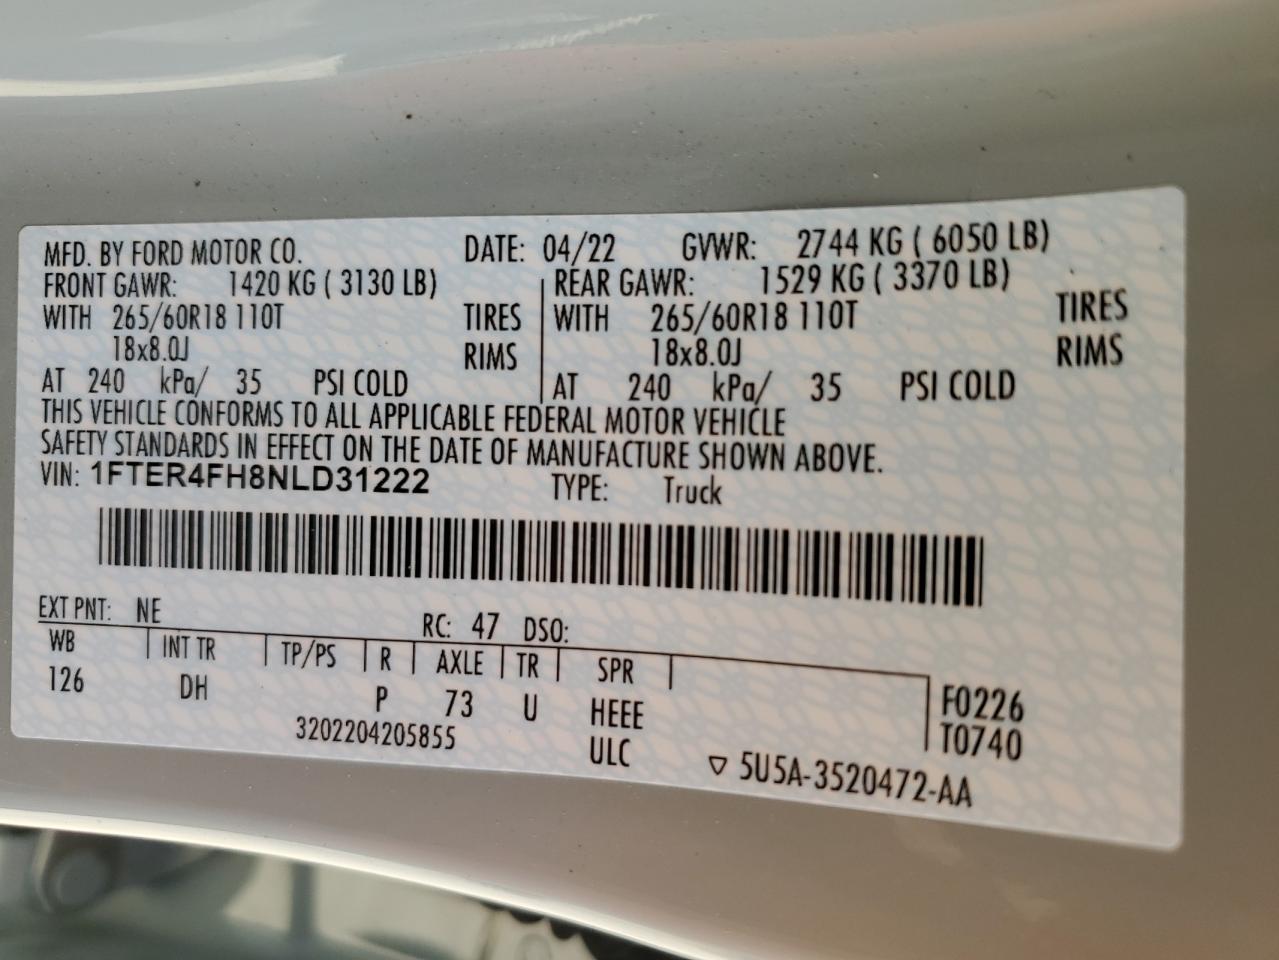 MFD. BY FORD MOTOR CO. DATE: 04/22 GVWR: 2744 KG ( 6050 LB)
FRONT GAWR: 1420 KG ( 3130 LB) REAR GAWR: 1529 KG ( 3370 LB)
WITH 265/60R18 110T TIRES WITH 265/60R18 110T TIRES
18x8.0J RIMS 18x8.0J RIMS
AT 240 kPa/ 35 PSI COLD AT 240 kPa/ 35 PSI COLD
THIS VEHICLE CONFORMS TO ALL APPLICABLE FEDERAL MOTOR VEHICLE
SAFETY STANDARDS IN EFFECT ON THE DATE OF MANUFACTURE SHOWN ABOVE.
VIN: 1FTER4FH8NLD31222 TYPE: Truck
EXT PNT: NE RC: 47 DSO:
WB INT TR TP/PS R AXLE TR SPR
126 DH P 73 U HEEE F0226
3202204205855 ULC T0740
▽ 5U5A-3520472-AA